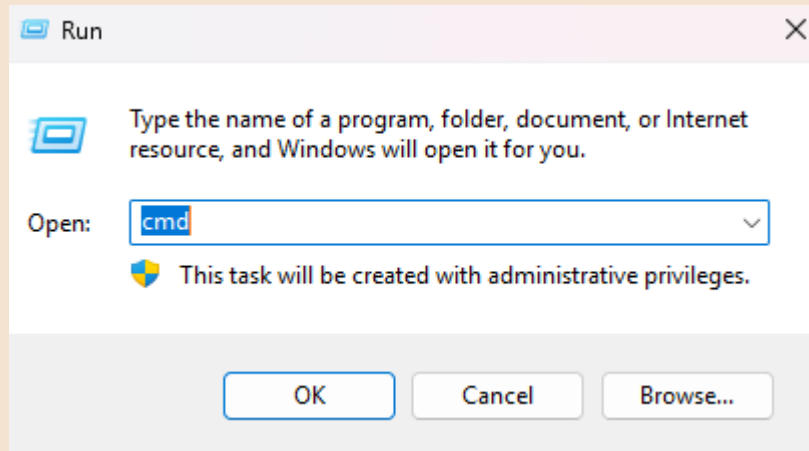 Run
Type the name of a program, folder, document, or Internet
resource, and Windows will open it for you.
Open: cmd
This task will be created with administrative privileges.
OK Cancel Browse...